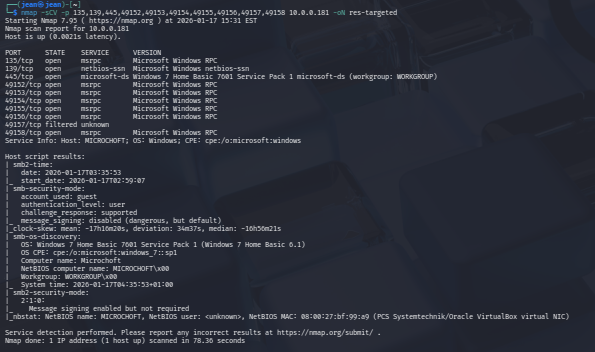 ┌──(jean㉿jean)-[~]
└─$ nmap -sCV -p 135,139,445,49152,49153,49154,49155,49156,49157,49158 10.0.0.181 -oN res-targeted
Starting Nmap 7.95 ( https://nmap.org ) at 2026-01-17 15:31 EST
Nmap scan report for 10.0.0.181
Host is up (0.0021s latency).

PORT      STATE    SERVICE      VERSION
135/tcp   open     msrpc        Microsoft Windows RPC
139/tcp   open     netbios-ssn  Microsoft Windows netbios-ssn
445/tcp   open     microsoft-ds Windows 7 Home Basic 7601 Service Pack 1 microsoft-ds (workgroup: WORKGROUP)
49152/tcp open     msrpc        Microsoft Windows RPC
49153/tcp open     msrpc        Microsoft Windows RPC
49154/tcp open     msrpc        Microsoft Windows RPC
49155/tcp open     msrpc        Microsoft Windows RPC
49156/tcp open     msrpc        Microsoft Windows RPC
49157/tcp filtered unknown
49158/tcp open     msrpc        Microsoft Windows RPC
Service Info: Host: MICROCHOFT; OS: Windows; CPE: cpe:/o:microsoft:windows

Host script results:
| smb2-time:
|   date: 2026-01-17T03:35:53
|_  start_date: 2026-01-17T02:59:07
| smb-security-mode:
|   account_used: guest
|   authentication_level: user
|   challenge_response: supported
|_  message_signing: disabled (dangerous, but default)
|_clock-skew: mean: -17h16m20s, deviation: 34m37s, median: -16h56m21s
| smb-os-discovery:
|   OS: Windows 7 Home Basic 7601 Service Pack 1 (Windows 7 Home Basic 6.1)
|   OS CPE: cpe:/o:microsoft:windows_7::sp1
|   Computer name: Microchoft
|   NetBIOS computer name: MICROCHOFT\x00
|   Workgroup: WORKGROUP\x00
|_  System time: 2026-01-17T04:35:53+01:00
| smb2-security-mode:
|   2:1:0:
|_    Message signing enabled but not required
|_nbstat: NetBIOS name: MICROCHOFT, NetBIOS user: <unknown>, NetBIOS MAC: 08:00:27:bf:99:a9 (PCS Systemtechnik/Oracle VirtualBox virtual NIC)

Service detection performed. Please report any incorrect results at https://nmap.org/submit/ .
Nmap done: 1 IP address (1 host up) scanned in 78.36 seconds